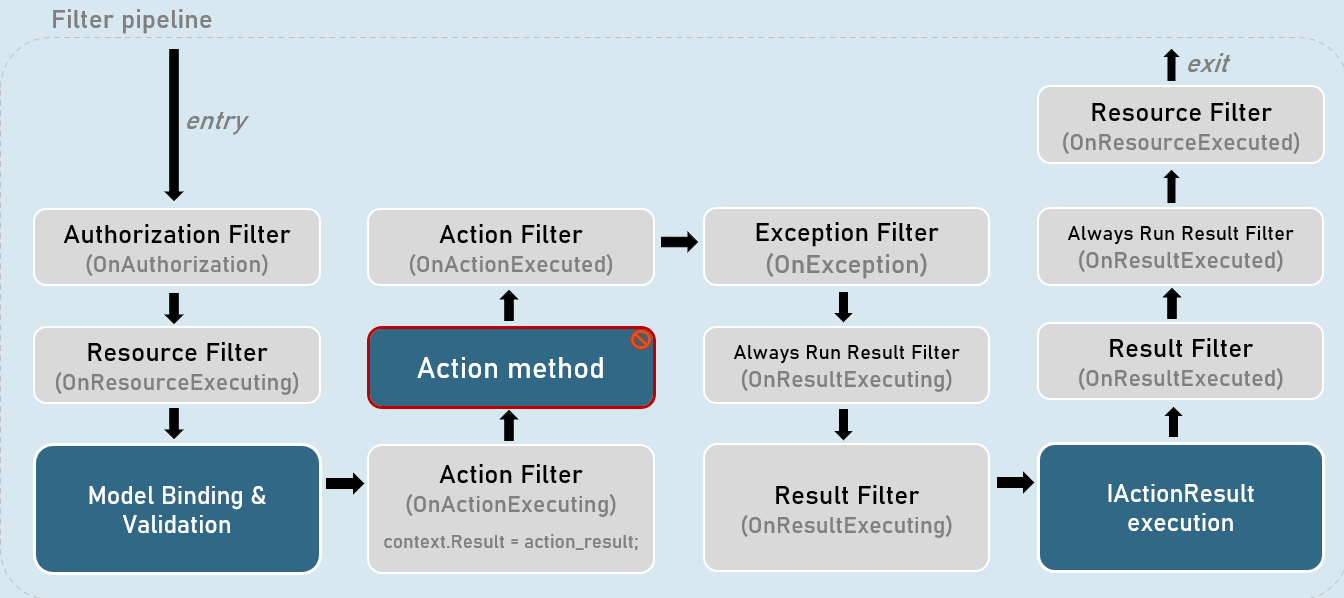 Filter pipeline
entry
Authorization Filter
(OnAuthorization)
Resource Filter
(OnResourceExecuting)
Model Binding &
Validation
Action Filter
(OnActionExecuting)
context.Result = action_result;
Action method
Action Filter
(OnActionExecuted)
Exception Filter
(OnException)
Always Run Result Filter
(OnResultExecuting)
Result Filter
(OnResultExecuting)
IActionResult
execution
Result Filter
(OnResultExecuted)
Always Run Result Filter
(OnResultExecuted)
Resource Filter
(OnResourceExecuted)
exit